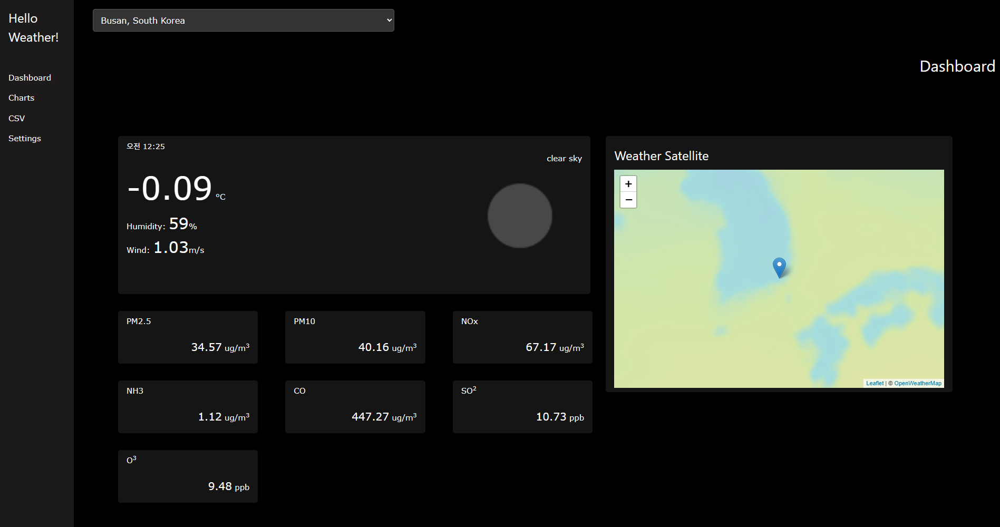 Hello
Weather!
Dashboard
Charts
CSV
Settings
Busan, South Korea
Dashboard
오전 12:25
clear sky
-0.09 °C
Humidity: 59%
Wind: 1.03m/s
Weather Satellite
+
−
Leaflet | © OpenWeatherMap
PM2.5
34.57 ug/m³
PM10
40.16 ug/m³
NOx
67.17 ug/m³
NH3
1.12 ug/m³
CO
447.27 ug/m³
SO²
10.73 ppb
O³
9.48 ppb